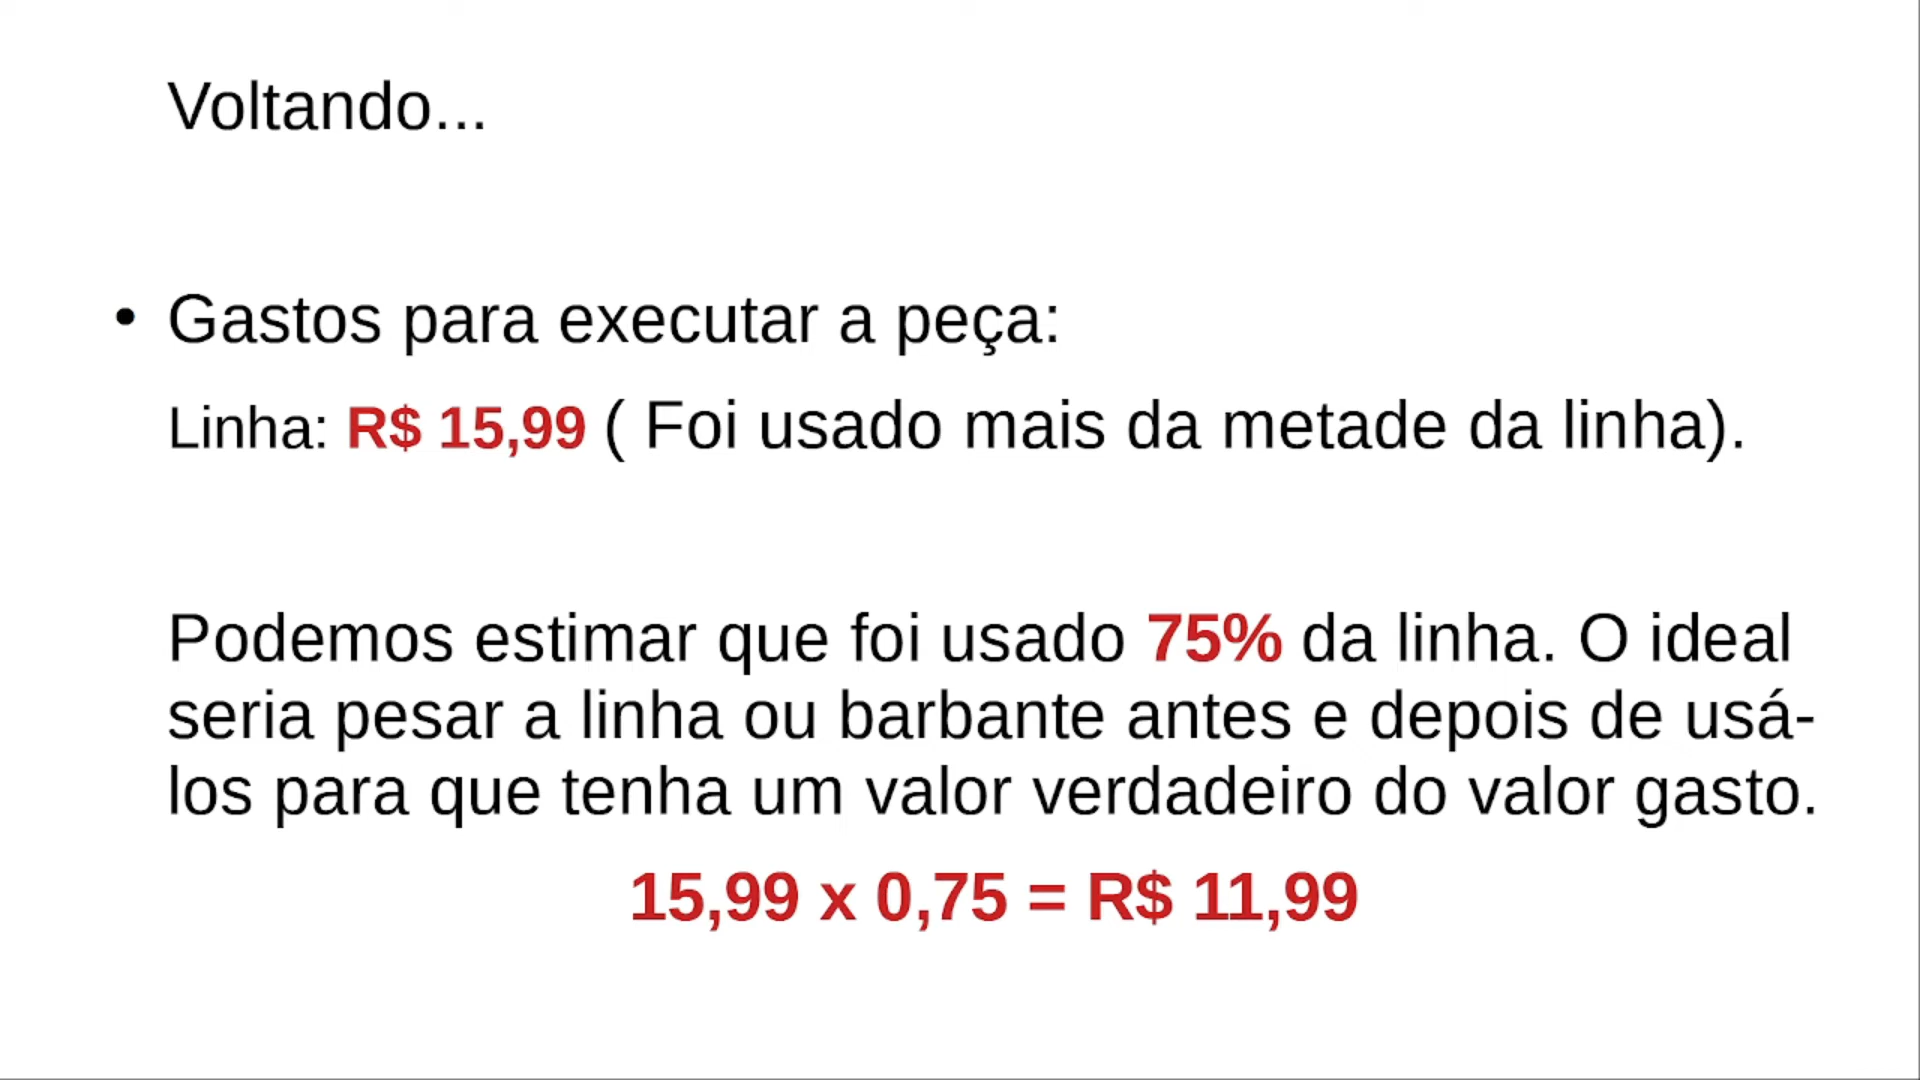 Voltando...
• Gastos para executar a peça:
Linha: R$ 15,99 ( Foi usado mais da metade da linha).
Podemos estimar que foi usado 75% da linha. O ideal
seria pesar a linha ou barbante antes e depois de usá-
los para que tenha um valor verdadeiro do valor gasto.
15,99 x 0,75 = R$ 11,99